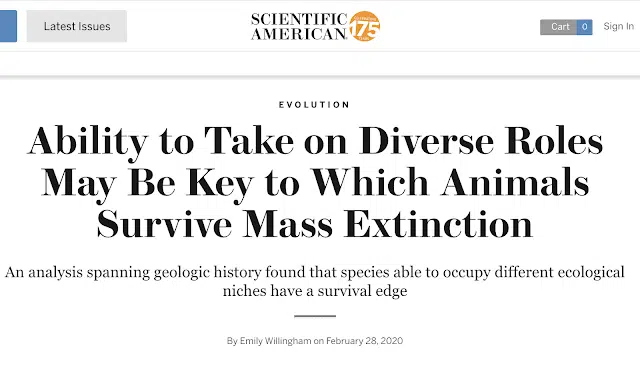 Latest Issues
SCIENTIFIC
AMERICAN
175
Cart 0
Sign In
EVOLUTION
Ability to Take on Diverse Roles
May Be Key to Which Animals
Survive Mass Extinction
An analysis spanning geologic history found that species able to occupy different ecological
niches have a survival edge
By Emily Willingham on February 28, 2020